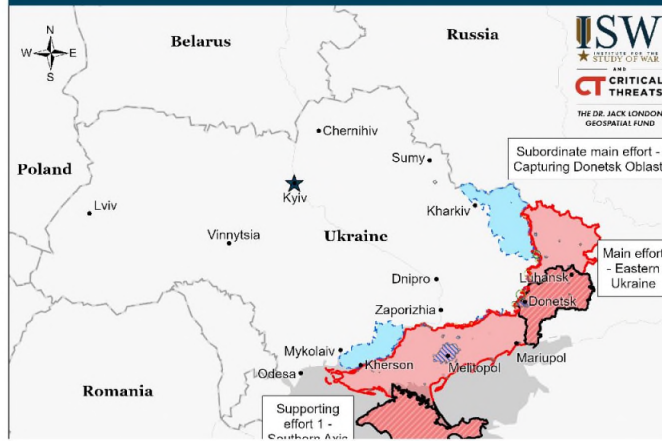 Belarus
Russia
N
W E
S
ISW
INSTITUTE FOR THE
STUDY OF WAR
AND
CT CRITICAL
THREATS
THE DR. JACK LONDON
GEOSPATIAL FUND
Chernihiv
Sumy
Subordinate main effort -
Capturing Donetsk Oblast
Poland
Kyiv
Lviv
Kharkiv
Vinnytsia
Ukraine
Main effort
- Eastern
Ukraine
Luhansk
Dnipro
Donetsk
Zaporizhia
Mykolaiv
Mariupol
Kherson
Melitopol
Odesa
Romania
Supporting
effort 1 -
Southern Axis